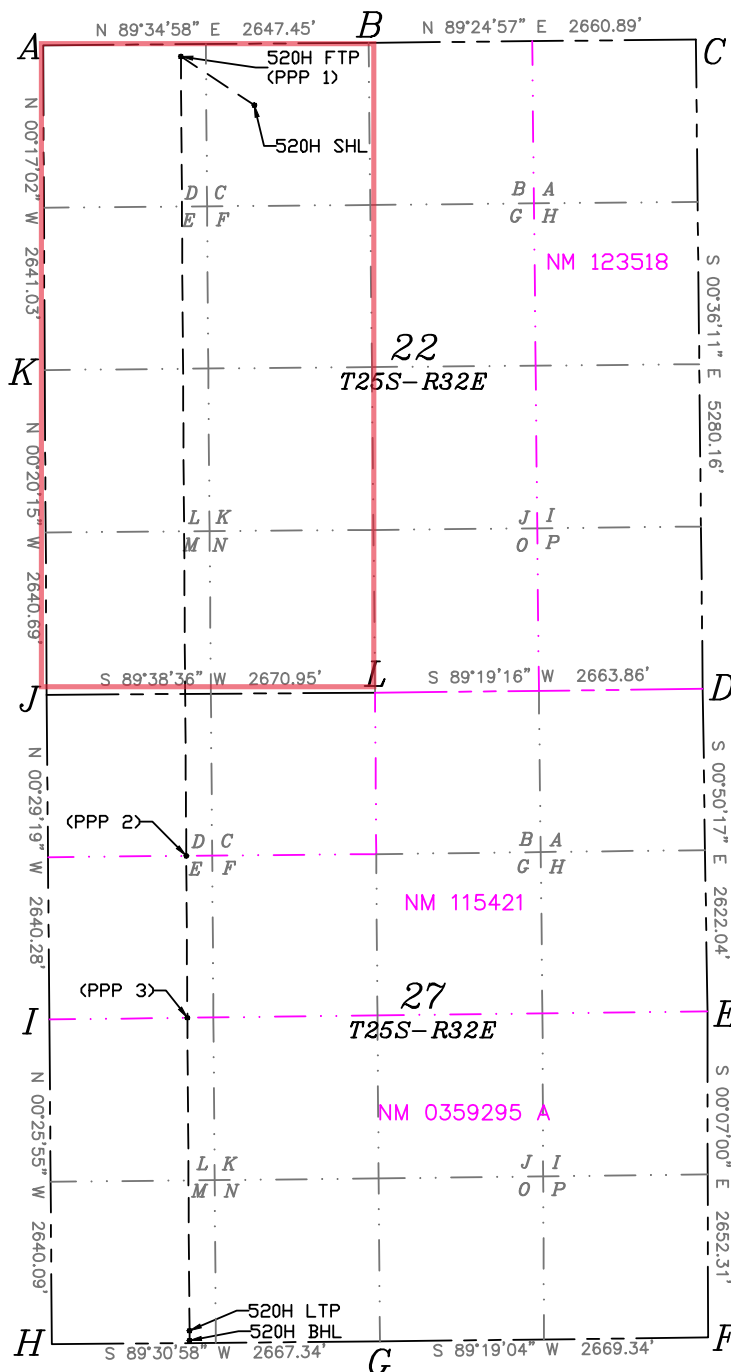 A
N 89°34'58" E 2647.45'
B
N 89°24'57 E 2660.89'
C
520H FTP
(PPP 1)
520H SHL
N 00°17'02" W 2641.03'
D C
E F
B A
G H
NM 123518
S 00°36'11" E 5280.16'
22
T25S-R32E
K
N 00°20'15" W 2640.69'
L K
M N
J I
O P
J
S 89°38'36" W 2670.95'
L
S 89°19'16" W 2663.86'
D
N 00°29'19" W 2640.28'
(PPP 2)
D C
E F
B A
G H
S 00°50'17" E 2622.04'
NM 115421
(PPP 3)
27
T25S-R32E
I
E
NM 0359295 A
N 00°25'55" W 2640.09'
L K
M N
J I
O P
S 00°07'00" E 2652.31'
520H LTP
520H BHL
H
S 89°30'58" W 2667.34'
G
S 89°19'04" W 2669.34'
F